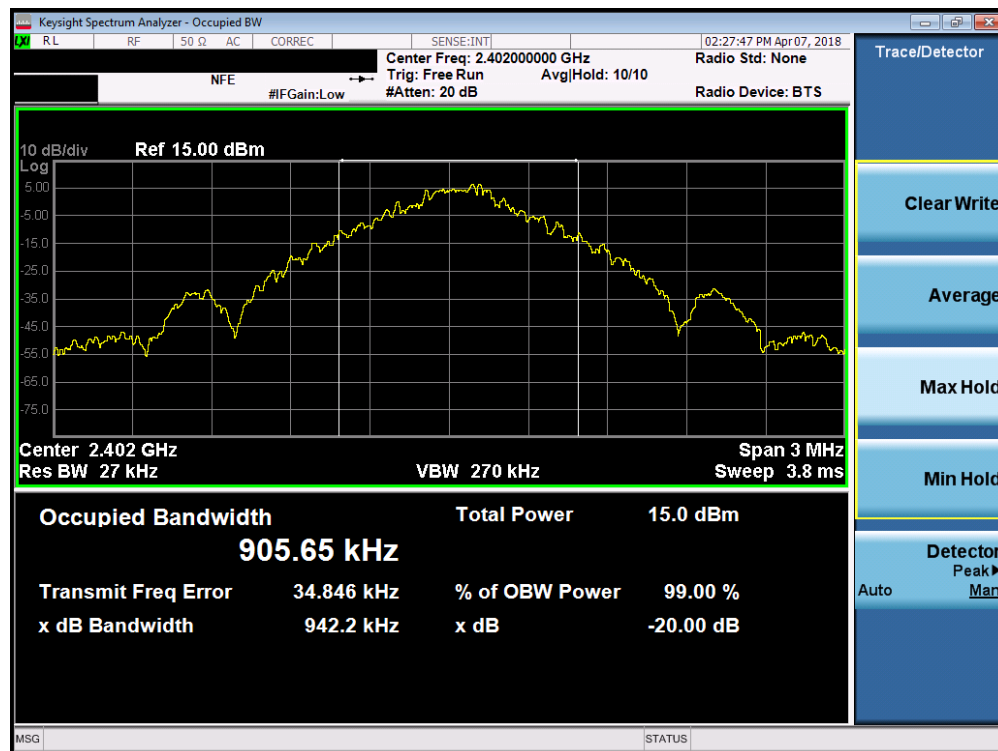 Keysight Spectrum Analyzer - Occupied BW
LXI RL RF 50 Ω AC CORREC SENSE:INT 02:27:47 PM Apr 07, 2018
Center Freq: 2.402000000 GHz Radio Std: None
NFE Trig: Free Run Avg|Hold: 10/10
#IFGain:Low #Atten: 20 dB Radio Device: BTS
10 dB/div Ref 15.00 dBm
Log
5.00
-5.00
-15.0
-25.0
-35.0
-45.0
-55.0
-65.0
-75.0
Center 2.402 GHz Span 3 MHz
Res BW 27 kHz VBW 270 kHz Sweep 3.8 ms
Occupied Bandwidth Total Power 15.0 dBm
905.65 kHz
Transmit Freq Error 34.846 kHz % of OBW Power 99.00 %
x dB Bandwidth 942.2 kHz x dB -20.00 dB
MSG STATUS
Trace/Detector
Clear Write
Average
Max Hold
Min Hold
Detector
Peak
Auto Man